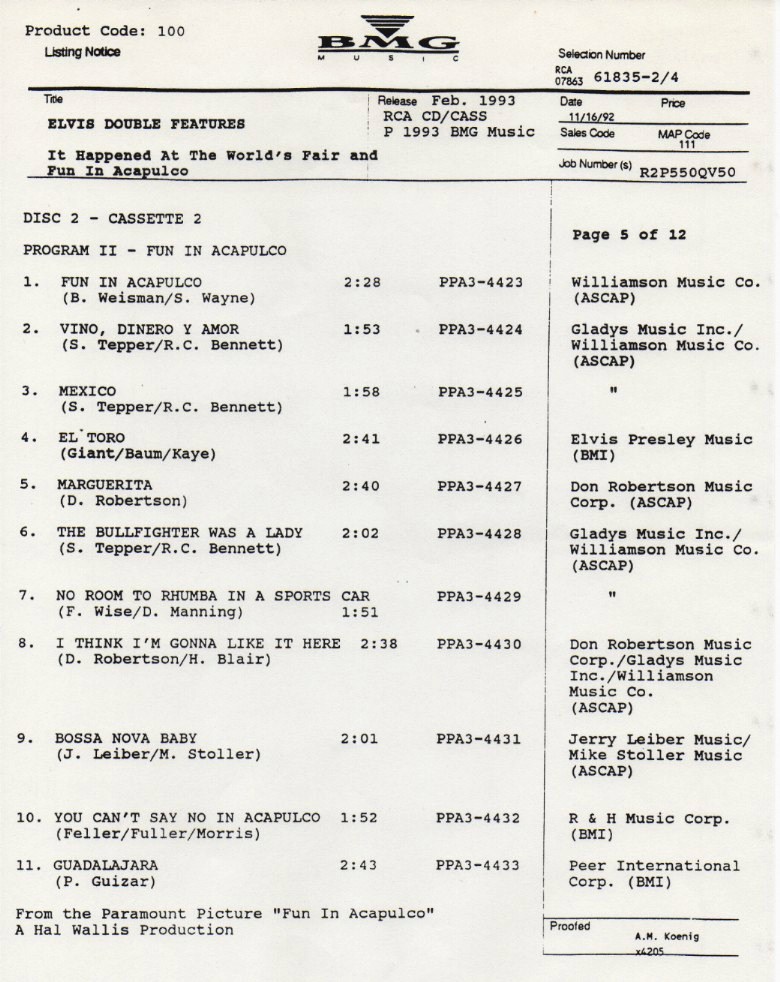 Product Code: 100
Listing Notice
BMG
MUSIC
Selection Number
RCA
07863 61835-2/4
Title
ELVIS DOUBLE FEATURES
It Happened At The World's Fair and
Fun In Acapulco
Release Feb. 1993
RCA CD/CASS
P 1993 BMG Music
Date Price
11/16/92
Sales Code MAP Code
111
Job Number(s) R2P550QV50
DISC 2 - CASSETTE 2
Page 5 of 12
PROGRAM II - FUN IN ACAPULCO
1. FUN IN ACAPULCO 2:28 PPA3-4423 Williamson Music Co.
(B. Weisman/S. Wayne) (ASCAP)
2. VINO, DINERO Y AMOR 1:53 PPA3-4424 Gladys Music Inc./
(S. Tepper/R.C. Bennett) Williamson Music Co.
(ASCAP)
3. MEXICO 1:58 PPA3-4425 "
(S. Tepper/R.C. Bennett)
4. EL TORO 2:41 PPA3-4426 Elvis Presley Music
(Giant/Baum/Kaye) (BMI)
5. MARGUERITA 2:40 PPA3-4427 Don Robertson Music
(D. Robertson) Corp. (ASCAP)
6. THE BULLFIGHTER WAS A LADY 2:02 PPA3-4428 Gladys Music Inc./
(S. Tepper/R.C. Bennett) Williamson Music Co.
(ASCAP)
7. NO ROOM TO RHUMBA IN A SPORTS CAR PPA3-4429 "
(F. Wise/D. Manning) 1:51
8. I THINK I'M GONNA LIKE IT HERE 2:38 PPA3-4430 Don Robertson Music
(D. Robertson/H. Blair) Corp./Gladys Music
Inc./Williamson
Music Co.
(ASCAP)
9. BOSSA NOVA BABY 2:01 PPA3-4431 Jerry Leiber Music/
(J. Leiber/M. Stoller) Mike Stoller Music
(ASCAP)
10. YOU CAN'T SAY NO IN ACAPULCO 1:52 PPA3-4432 R & H Music Corp.
(Feller/Fuller/Morris) (BMI)
11. GUADALAJARA 2:43 PPA3-4433 Peer International
(P. Guizar) Corp. (BMI)
From the Paramount Picture "Fun In Acapulco"
A Hal Wallis Production
Proofed
A.M. Koenig
x4205